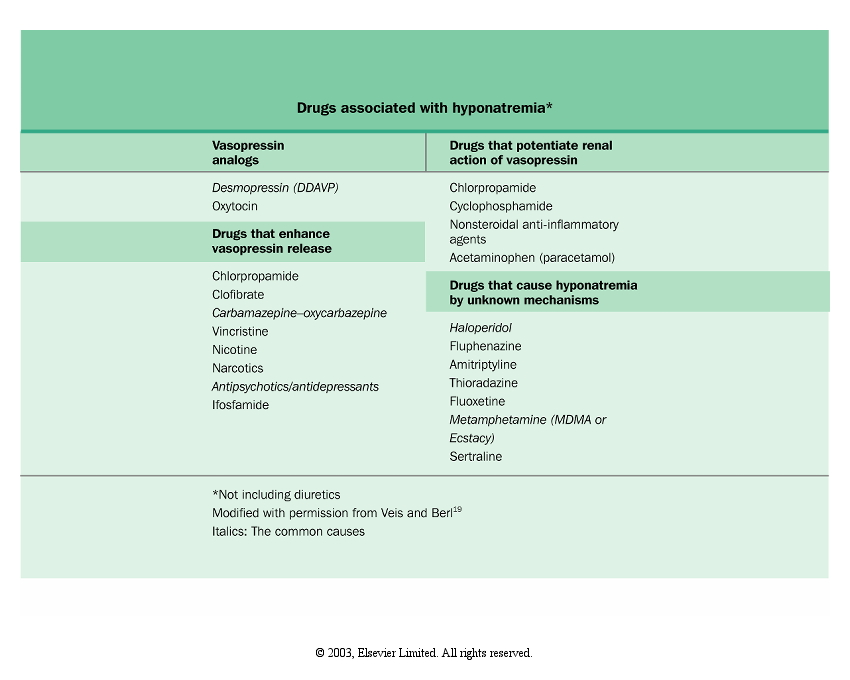 Drugs associated with hyponatremia*
Vasopressin
analogs
Desmopressin (DDAVP)
Oxytocin
Drugs that enhance
vasopressin release
Chlorpropamide
Clofibrate
Carbamazepine–oxycarbazepine
Vincristine
Nicotine
Narcotics
Antipsychotics/antidepressants
Ifosfamide
Drugs that potentiate renal
action of vasopressin
Chlorpropamide
Cyclophosphamide
Nonsteroidal anti-inflammatory
agents
Acetaminophen (paracetamol)
Drugs that cause hyponatremia
by unknown mechanisms
Haloperidol
Fluphenazine
Amitriptyline
Thioradazine
Fluoxetine
Metamphetamine (MDMA or
Ecstacy)
Sertraline
*Not including diuretics
Modified with permission from Veis and Berl19
Italics: The common causes
© 2003, Elsevier Limited. All rights reserved.